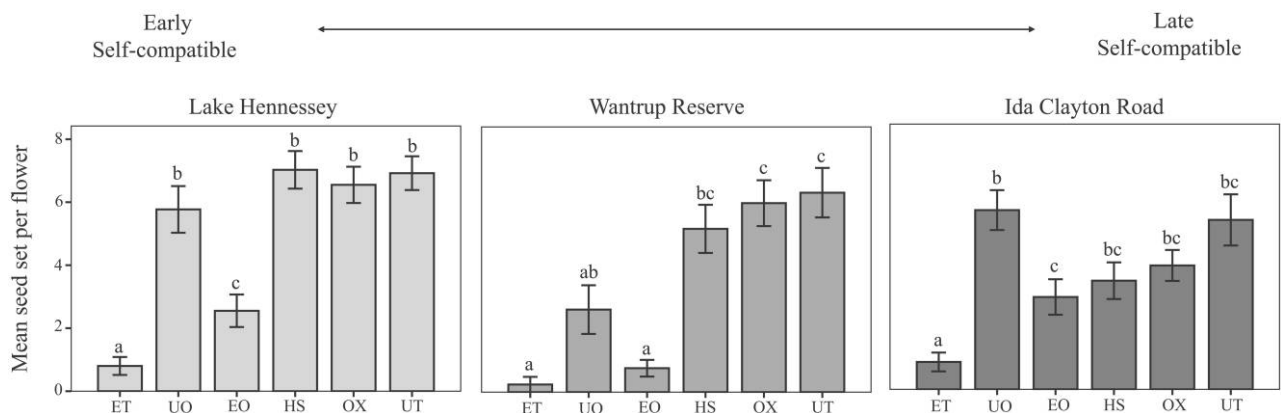 Early
Self-compatible
Late
Self-compatible
Lake Hennessey
Wantrup Reserve
Ida Clayton Road
Mean seed set per flower
8
6
4
2
0
a
b
c
b
b
b
a
ab
a
bc
c
c
a
b
c
bc
bc
bc
ET UO EO HS OX UT
ET UO EO HS OX UT
ET UO EO HS OX UT